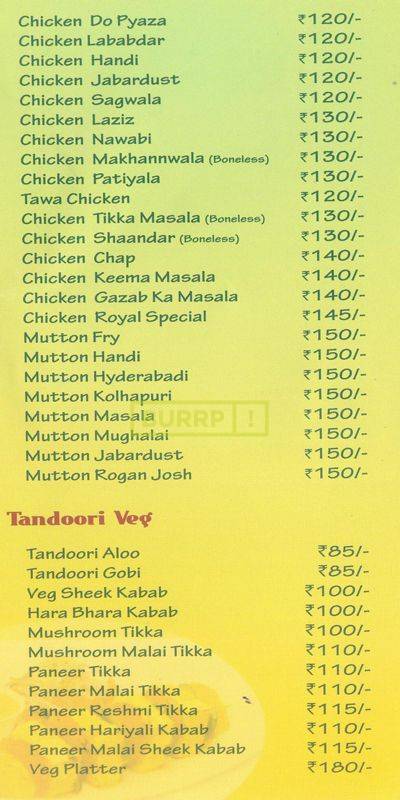 Chicken Do Pyaza ₹120/-
Chicken Lababdar ₹120/-
Chicken Handi ₹120/-
Chicken Jabardust ₹120/-
Chicken Sagwala ₹120/-
Chicken Laziz ₹130/-
Chicken Nawabi ₹130/-
Chicken Makhannwala (Boneless) ₹130/-
Chicken Patiyala ₹130/-
Tawa Chicken ₹120/-
Chicken Tikka Masala (Boneless) ₹130/-
Chicken Shaandar (Boneless) ₹130/-
Chicken Chap ₹140/-
Chicken Keema Masala ₹140/-
Chicken Gazab Ka Masala ₹140/-
Chicken Royal Special ₹145/-
Mutton Fry ₹150/-
Mutton Handi ₹150/-
Mutton Hyderabadi ₹150/-
Mutton Kolhapuri ₹150/-
Mutton Masala ₹150/-
BURRP!
Mutton Mughalai ₹150/-
Mutton Jabardust ₹150/-
Mutton Rogan Josh ₹150/-
Tandoori Veg
Tandoori Aloo ₹85/-
Tandoori Gobi ₹85/-
Veg Sheek Kabab ₹100/-
Hara Bhara Kabab ₹100/-
Mushroom Tikka ₹100/-
Mushroom Malai Tikka ₹110/-
Paneer Tikka ₹110/-
Paneer Malai Tikka ₹110/-
Paneer Reshmi Tikka ₹115/-
Paneer Hariyali Kabab ₹110/-
Paneer Malai Sheek Kabab ₹115/-
Veg Platter ₹180/-